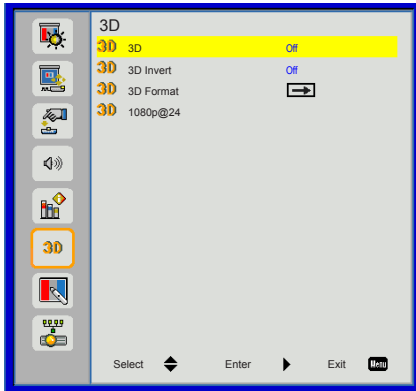 3D
3D 3D Off
3D 3D Invert Off
3D 3D Format
3D 1080p@24
3D
Select Enter Exit Menu